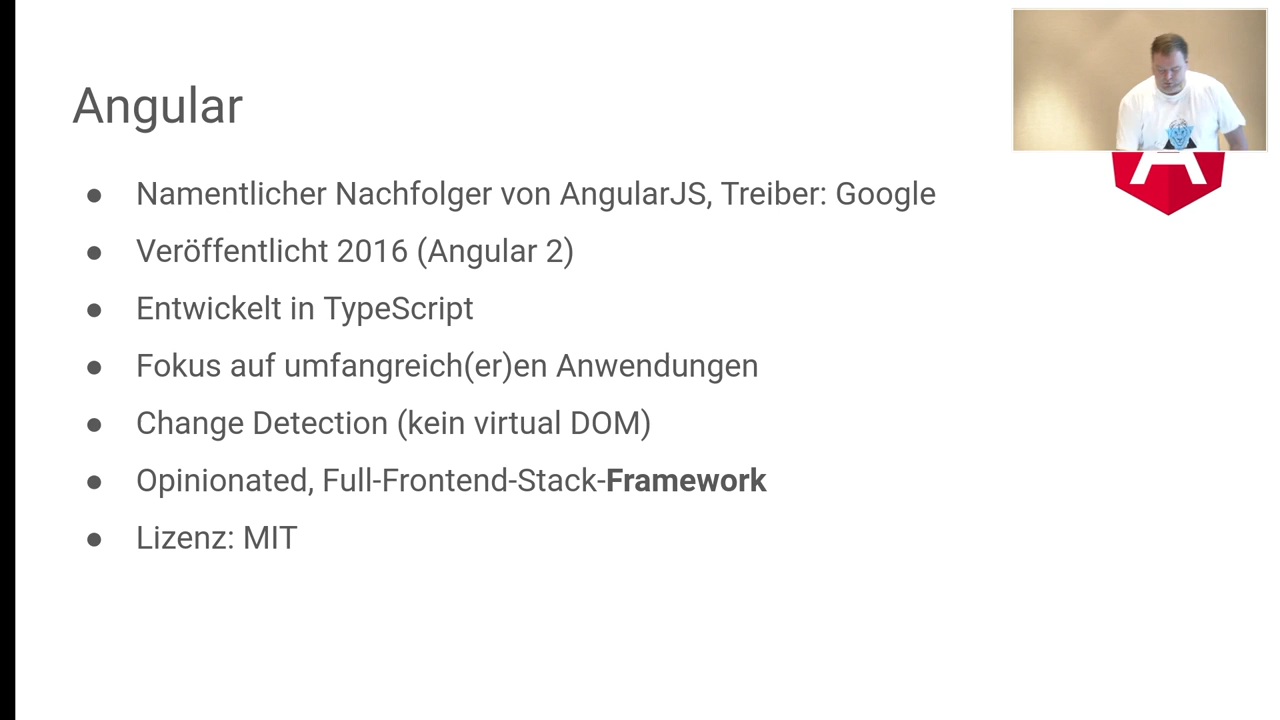 Angular
● Namentlicher Nachfolger von AngularJS, Treiber: Google
● Veröffentlicht 2016 (Angular 2)
● Entwickelt in TypeScript
● Fokus auf umfangreich(er)en Anwendungen
● Change Detection (kein virtual DOM)
● Opinionated, Full-Frontend-Stack-Framework
● Lizenz: MIT